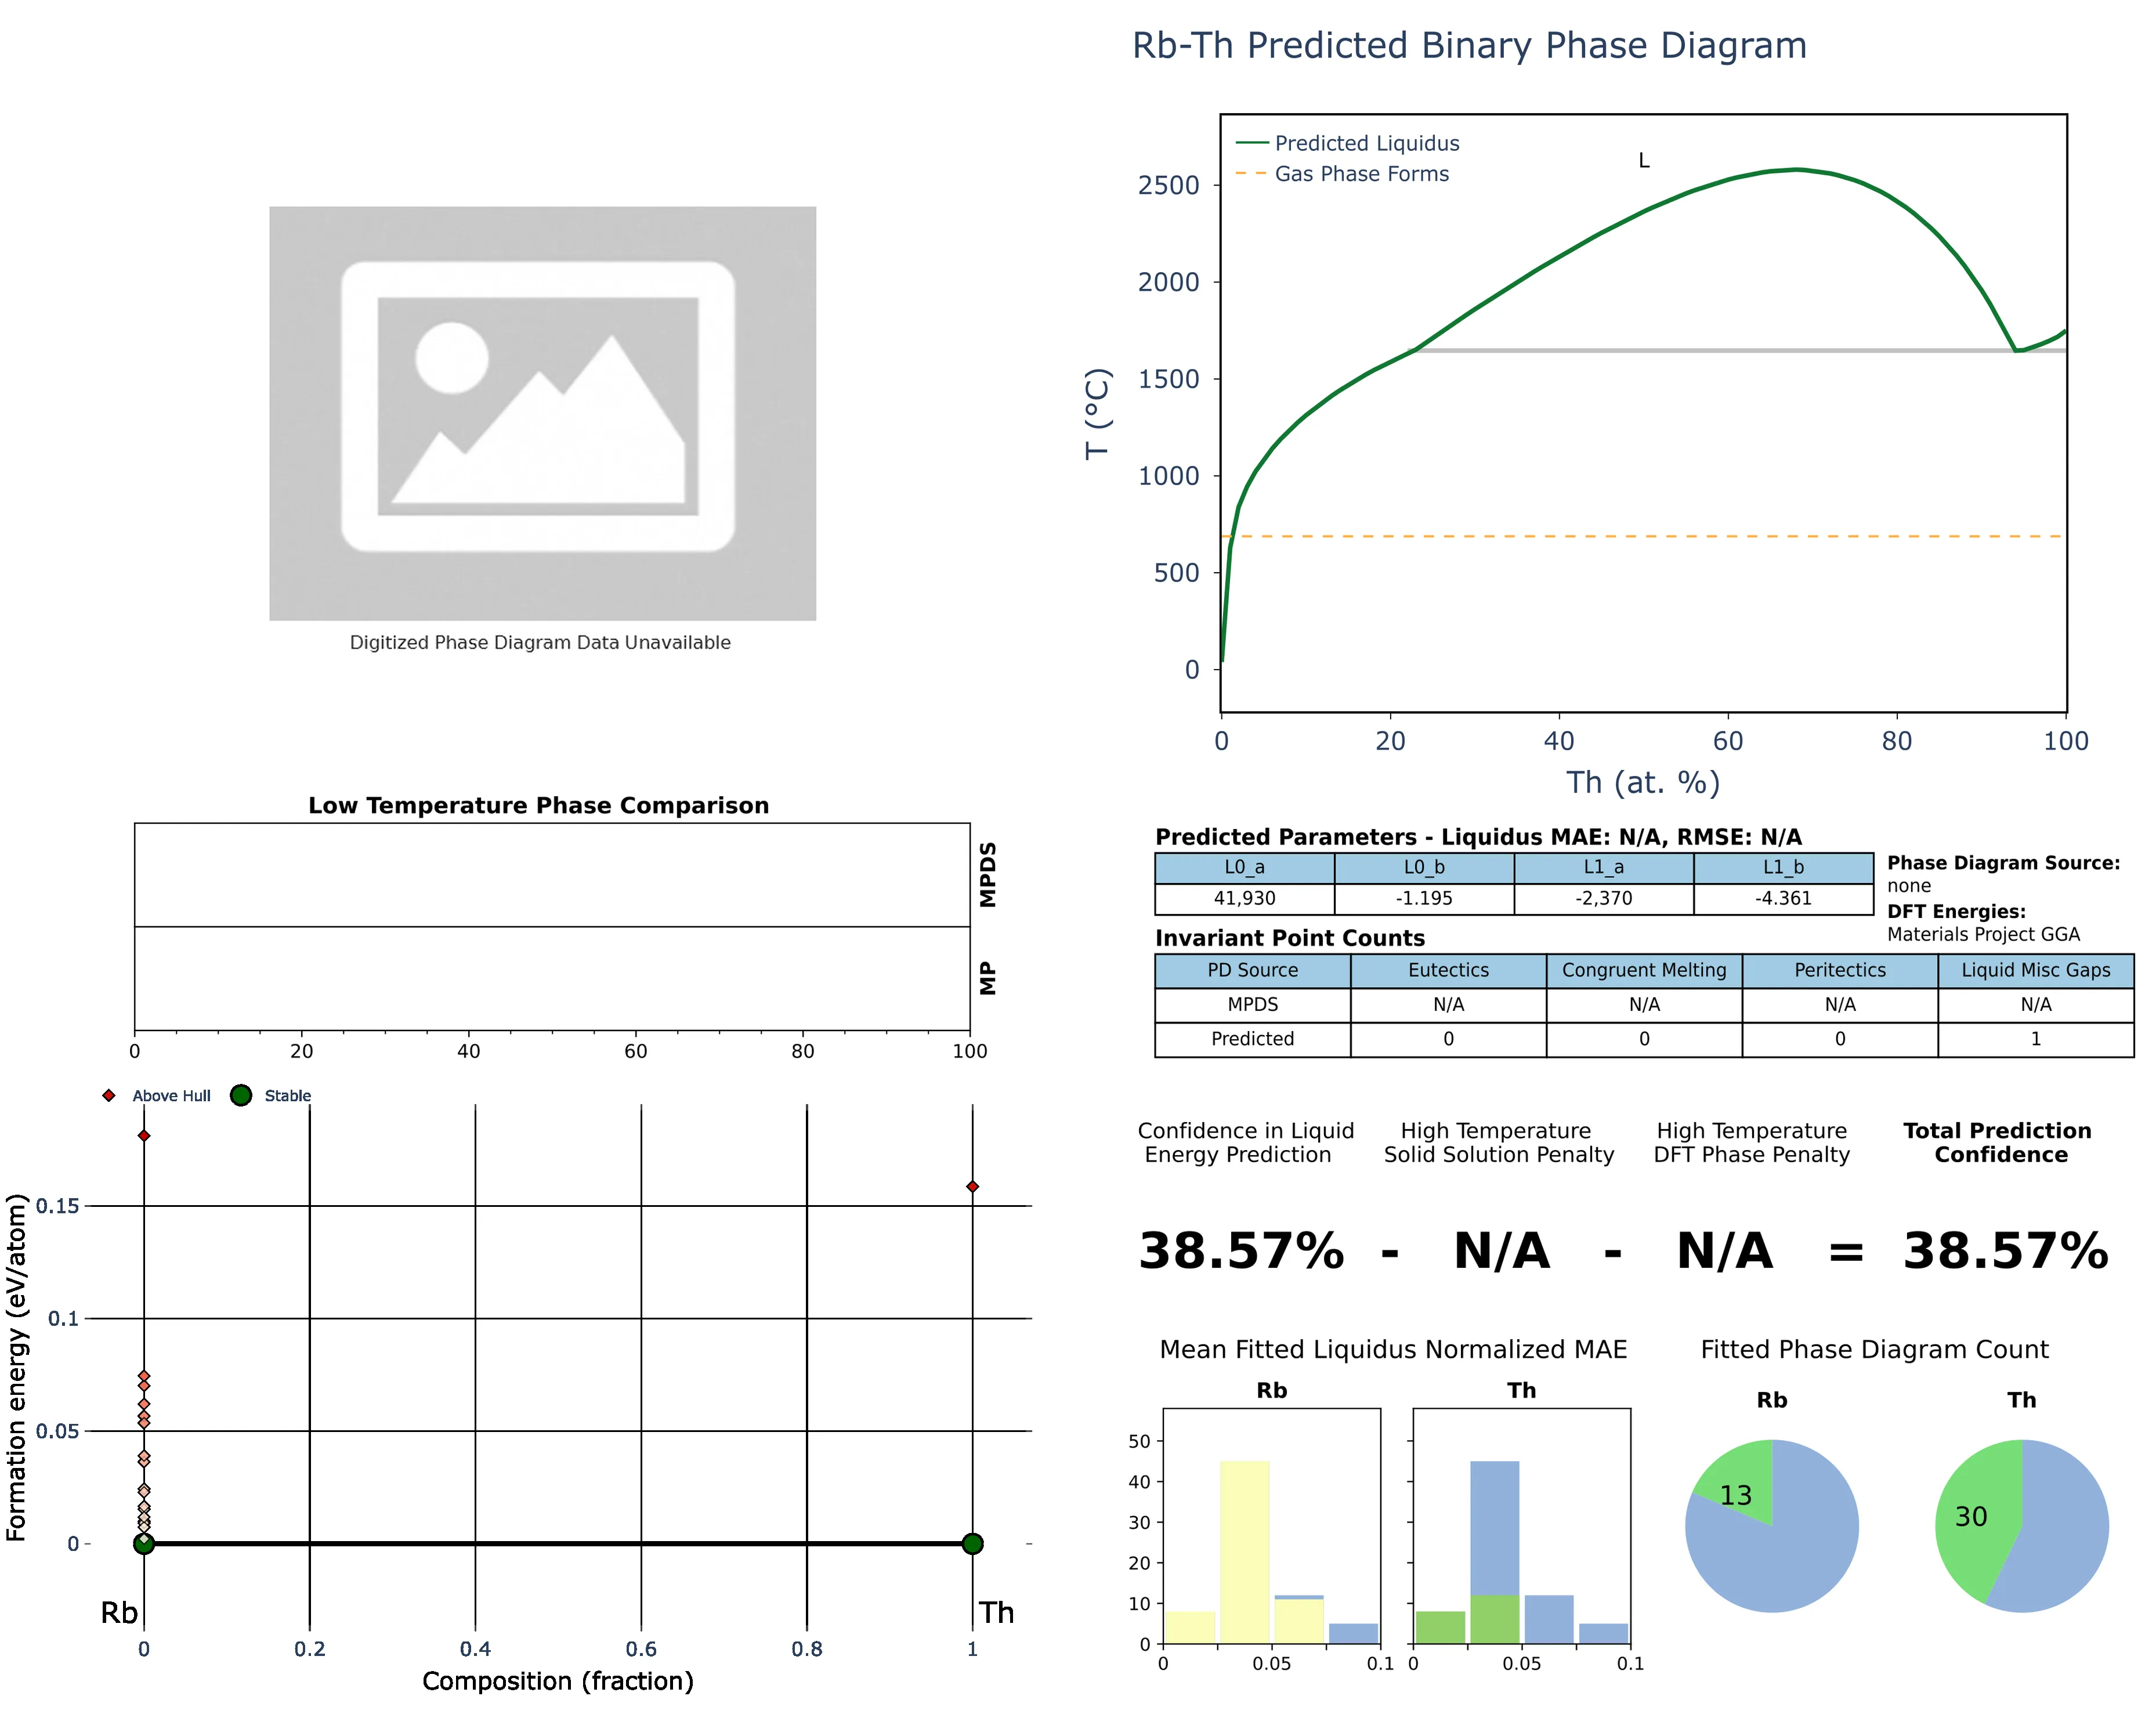 Rb-Th Predicted Binary Phase Diagram
Digitized Phase Diagram Data Unavailable
Predicted Liquidus
Gas Phase Forms
L
T (°C)
2500
2000
1500
1000
500
0
0 20 40 60 80 100
Th (at. %)
Low Temperature Phase Comparison
MPDS
MP
0 20 40 60 80 100
Predicted Parameters - Liquidus MAE: N/A, RMSE: N/A
L0_a L0_b L1_a L1_b
41,930 -1.195 -2,370 -4.361
Phase Diagram Source:
none
DFT Energies:
Materials Project GGA
Invariant Point Counts
PD Source Eutectics Congruent Melting Peritectics Liquid Misc Gaps
MPDS N/A N/A N/A N/A
Predicted 0 0 0 1
Above Hull Stable
Formation energy (eV/atom)
0.15
0.1
0.05
0
Rb Th
0 0.2 0.4 0.6 0.8 1
Composition (fraction)
Confidence in Liquid
Energy Prediction
High Temperature
Solid Solution Penalty
High Temperature
DFT Phase Penalty
Total Prediction
Confidence
38.57% - N/A - N/A = 38.57%
Mean Fitted Liquidus Normalized MAE
Rb Th
50
40
30
20
10
0
0 0.05 0.1
0 0.05 0.1
Fitted Phase Diagram Count
Rb Th
13 30